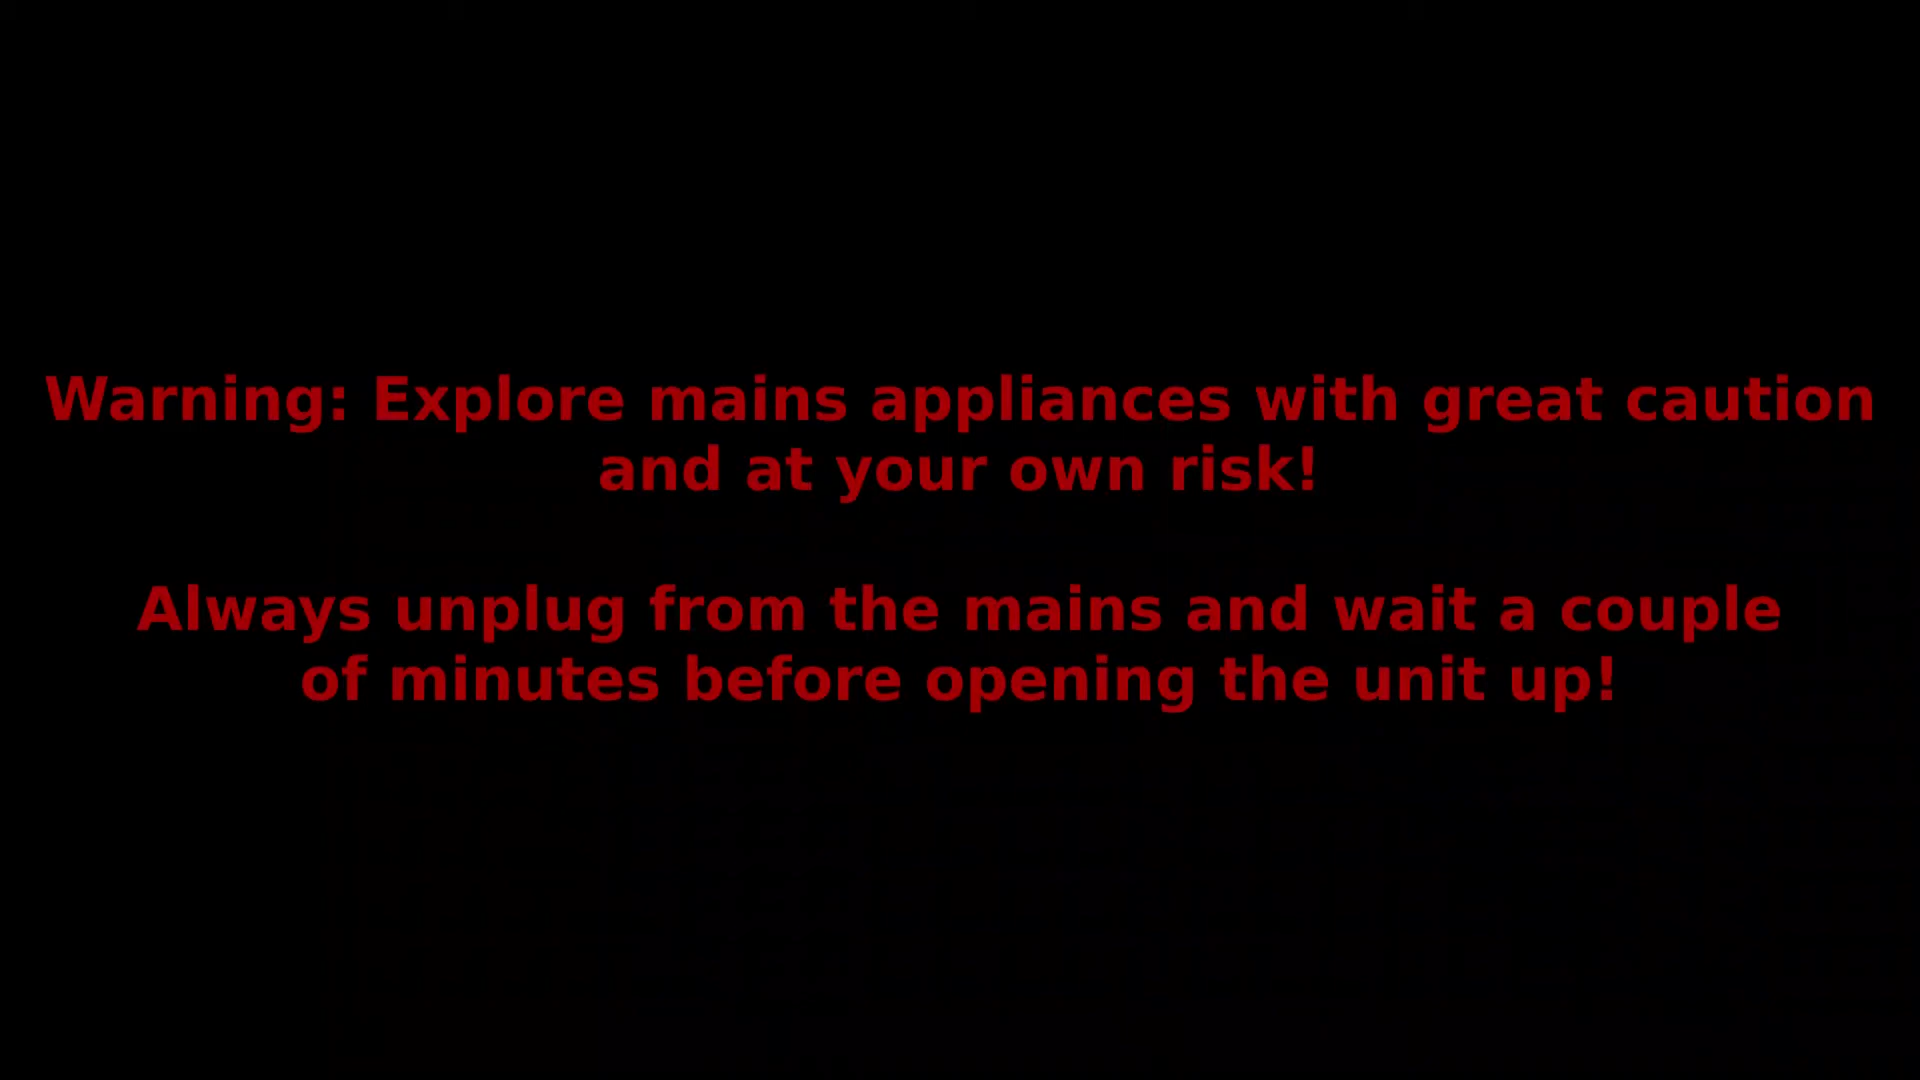 Warning: Explore mains appliances with great caution
and at your own risk!
Always unplug from the mains and wait a couple
of minutes before opening the unit up!